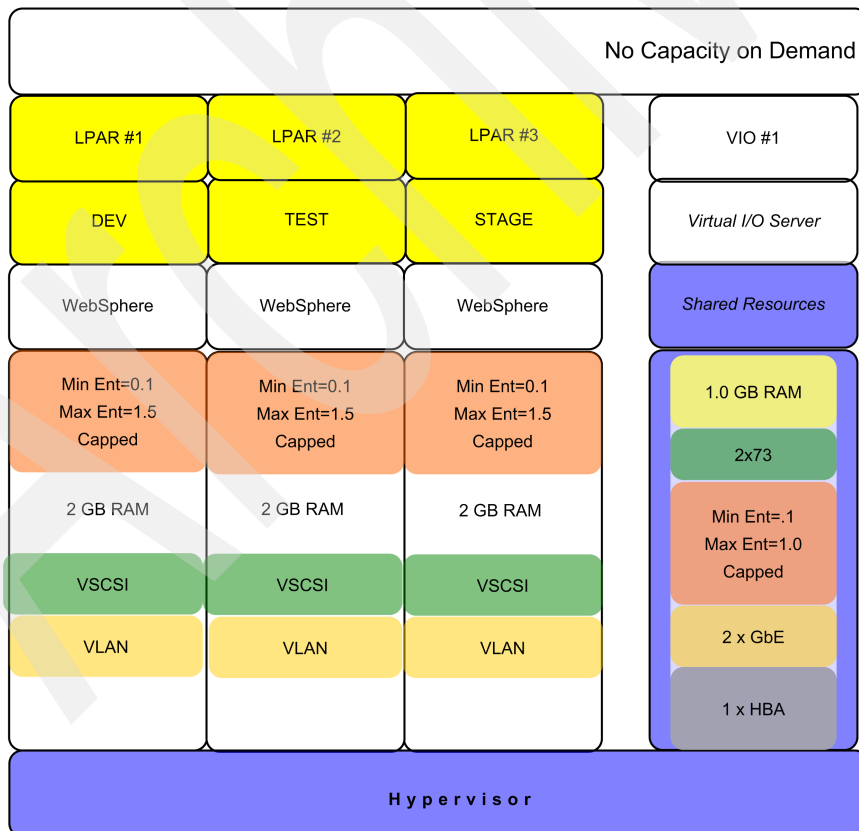 No Capacity on Demand
LPAR #1
LPAR #2
LPAR #3
VIO #1
DEV
TEST
STAGE
Virtual I/O Server
WebSphere
WebSphere
WebSphere
Shared Resources
Min Ent=0.1
Max Ent=1.5
Capped
Min Ent=0.1
Max Ent=1.5
Capped
Min Ent=0.1
Max Ent=1.5
Capped
1.0 GB RAM
2x73
2 GB RAM
2 GB RAM
2 GB RAM
Min Ent=.1
Max Ent=1.0
Capped
VSCSI
VSCSI
VSCSI
VLAN
VLAN
VLAN
2 x GbE
1 x HBA
Hypervisor